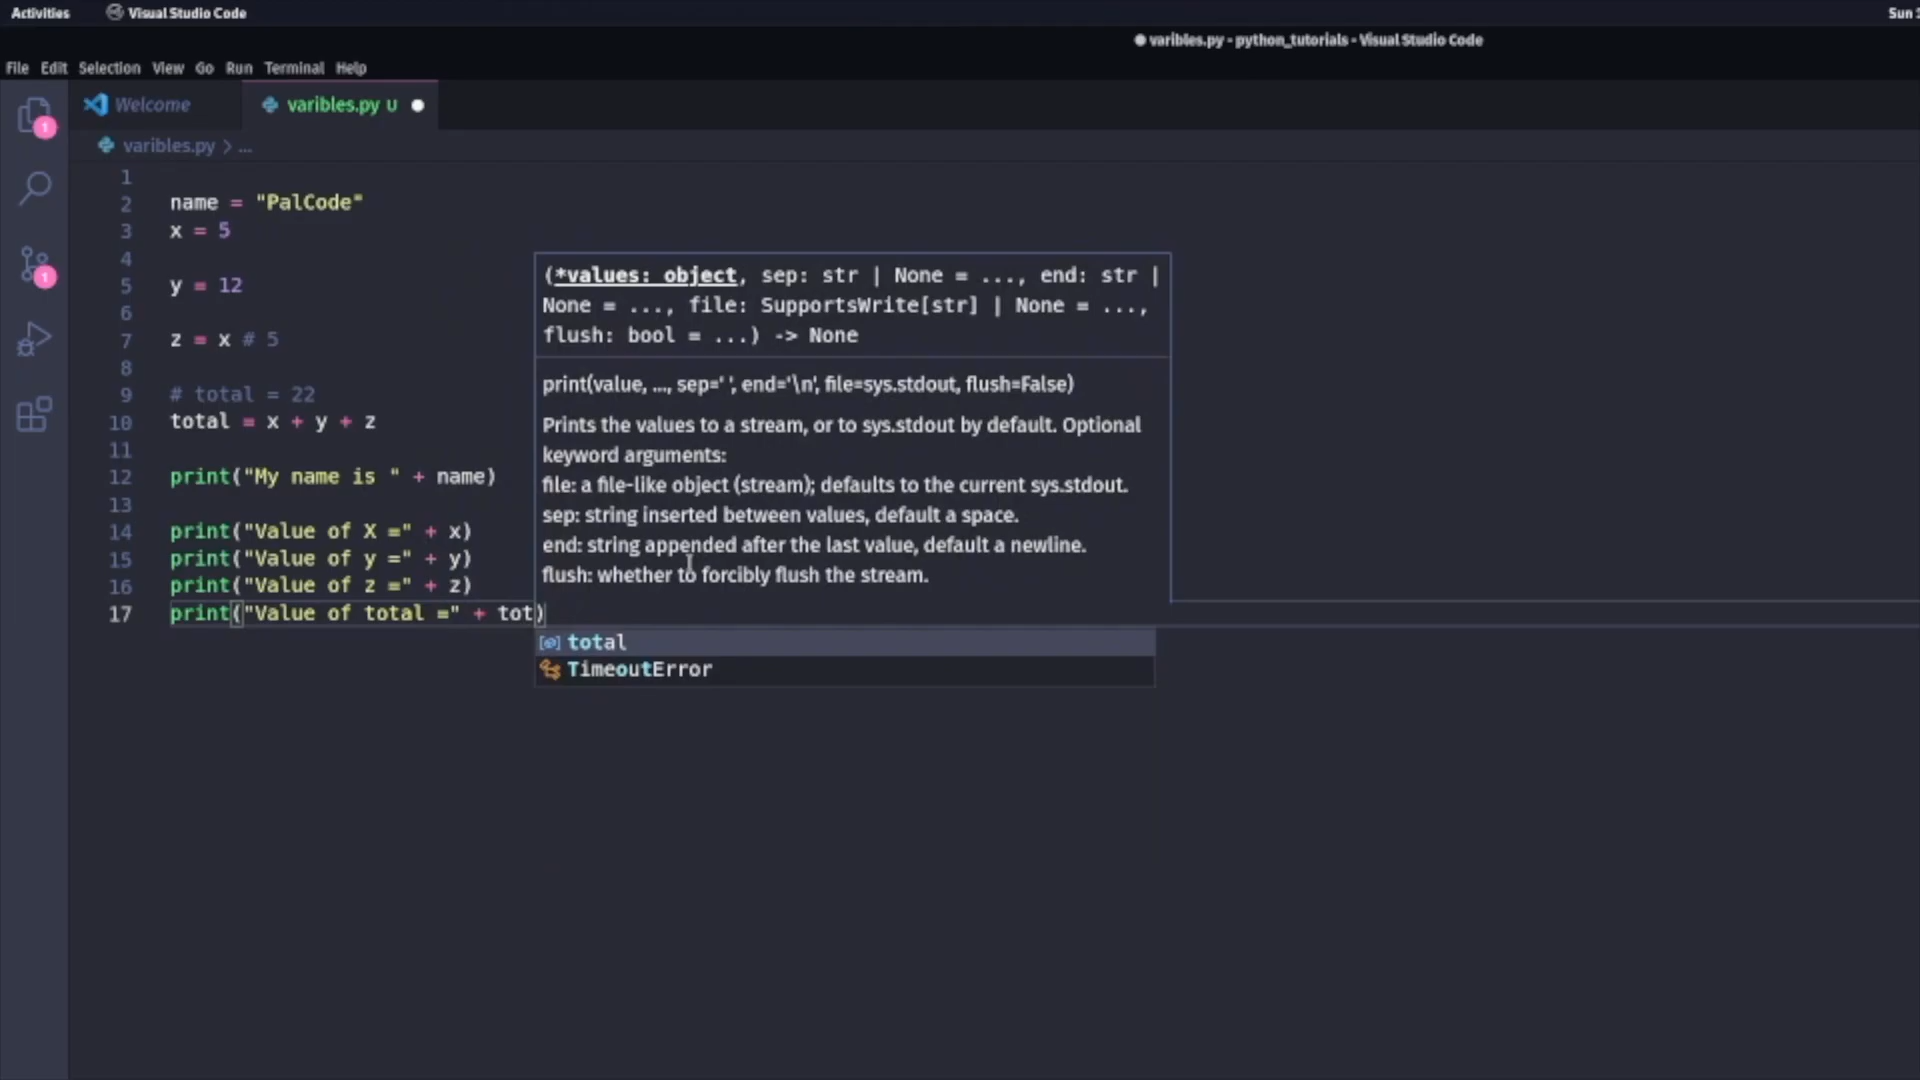 Activities Visual Studio Code Sun
varibles.py - python_tutorials - Visual Studio Code
File Edit Selection View Go Run Terminal Help
Welcome varibles.py U
varibles.py > ...
1
2 name = "PalCode"
3 x = 5
4
5 y = 12
6
7 z = x # 5
8
9 # total = 22
10 total = x + y + z
11
12 print("My name is " + name)
13
14 print("Value of X =" + x)
15 print("Value of y =" + y)
16 print("Value of z =" + z)
17 print("Value of total =" + tot)
(*values: object, sep: str | None = ..., end: str |
None = ..., file: SupportsWrite[str] | None = ...,
flush: bool = ...) -> None
print(value, ..., sep=' ', end='\n', file=sys.stdout, flush=False)
Prints the values to a stream, or to sys.stdout by default. Optional
keyword arguments:
file: a file-like object (stream); defaults to the current sys.stdout.
sep: string inserted between values, default a space.
end: string appended after the last value, default a newline.
flush: whether to forcibly flush the stream.
total
TimeoutError
1
1